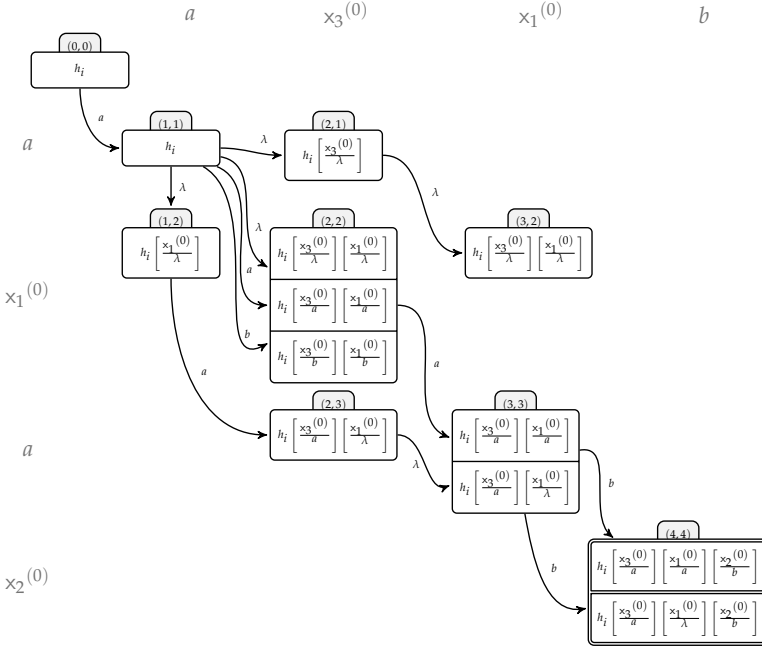 a x₃⁽⁰⁾ x₁⁽⁰⁾ b
(0,0)
hᵢ
a
a
(1,1)
hᵢ
λ
(2,1)
hᵢ [x₃⁽⁰⁾/λ]
λ
λ
(1,2)
hᵢ [x₁⁽⁰⁾/λ]
λ
a
b
(2,2)
hᵢ [x₃⁽⁰⁾/λ] [x₁⁽⁰⁾/λ]
hᵢ [x₃⁽⁰⁾/a] [x₁⁽⁰⁾/a]
hᵢ [x₃⁽⁰⁾/b] [x₁⁽⁰⁾/b]
(3,2)
hᵢ [x₃⁽⁰⁾/λ] [x₁⁽⁰⁾/λ]
x₁⁽⁰⁾
a
a
a
(2,3)
hᵢ [x₃⁽⁰⁾/a] [x₁⁽⁰⁾/λ]
λ
(3,3)
hᵢ [x₃⁽⁰⁾/a] [x₁⁽⁰⁾/a]
hᵢ [x₃⁽⁰⁾/a] [x₁⁽⁰⁾/λ]
b
b
x₂⁽⁰⁾
(4,4)
hᵢ [x₃⁽⁰⁾/a] [x₁⁽⁰⁾/a] [x₂⁽⁰⁾/b]
hᵢ [x₃⁽⁰⁾/a] [x₁⁽⁰⁾/λ] [x₂⁽⁰⁾/b]